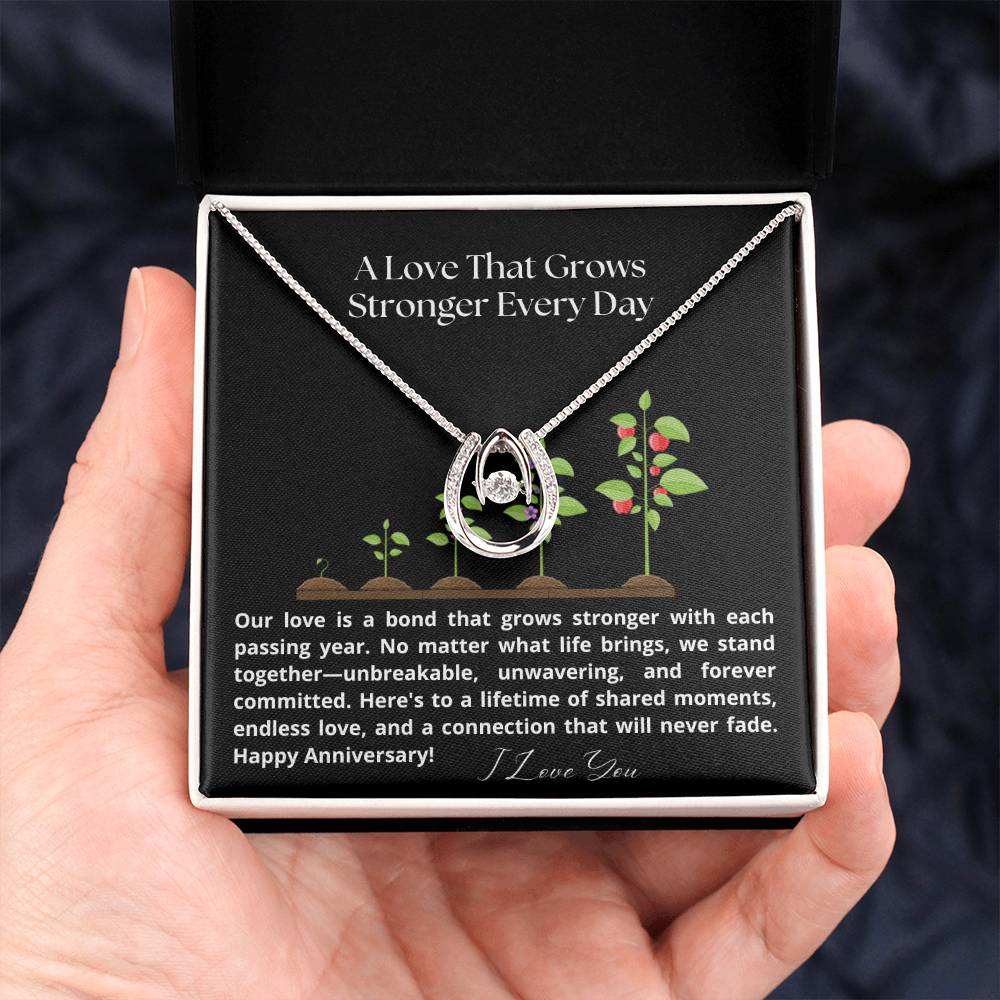 A Love That Grows
Stronger Every Day
Our love is a bond that grows stronger with each
passing year. No matter what life brings, we stand
together—unbreakable, unwavering, and forever
committed. Here's to a lifetime of shared moments,
endless love, and a connection that will never fade.
Happy Anniversary!
I Love You